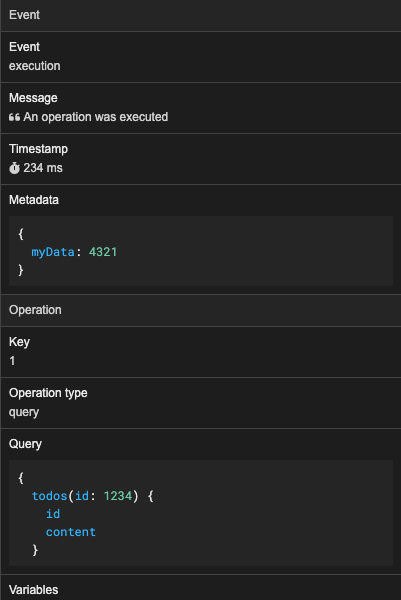 Event
Event
execution
Message
❝ An operation was executed
Timestamp
234 ms
Metadata
{
  myData: 4321
}
Operation
Key
1
Operation type
query
Query
{
  todos(id: 1234) {
    id
    content
  }
Variables